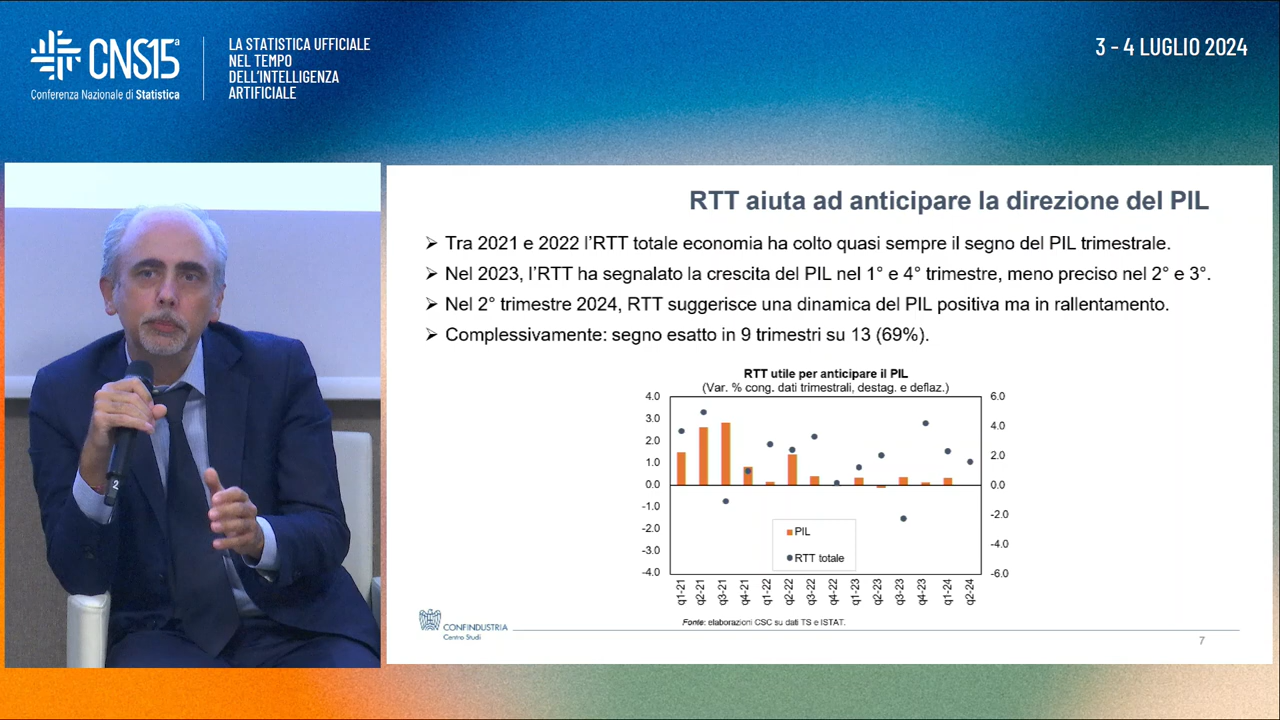 CNS15ª
Conferenza Nazionale di Statistica
LA STATISTICA UFFICIALE
NEL TEMPO
DELL'INTELLIGENZA
ARTIFICIALE
3 - 4 LUGLIO 2024
2
RTT aiuta ad anticipare la direzione del PIL
➢ Tra 2021 e 2022 l'RTT totale economia ha colto quasi sempre il segno del PIL trimestrale.
➢ Nel 2023, l'RTT ha segnalato la crescita del PIL nel 1° e 4° trimestre, meno preciso nel 2° e 3°.
➢ Nel 2° trimestre 2024, RTT suggerisce una dinamica del PIL positiva ma in rallentamento.
➢ Complessivamente: segno esatto in 9 trimestri su 13 (69%).
RTT utile per anticipare il PIL
(Var. % cong. dati trimestrali, destag. e deflaz.)
4.0 6.0
3.0 4.0
2.0 2.0
1.0 0.0
0.0 -2.0
-1.0 -4.0
-2.0 -6.0
-3.0
-4.0
PIL
RTT totale
q1-21 q2-21 q3-21 q4-21 q1-22 q2-22 q3-22 q4-22 q1-23 q2-23 q3-23 q4-23 q1-24 q2-24
Fonte: elaborazioni CSC su dati TS e ISTAT.
CONFINDUSTRIA
Centro Studi
7